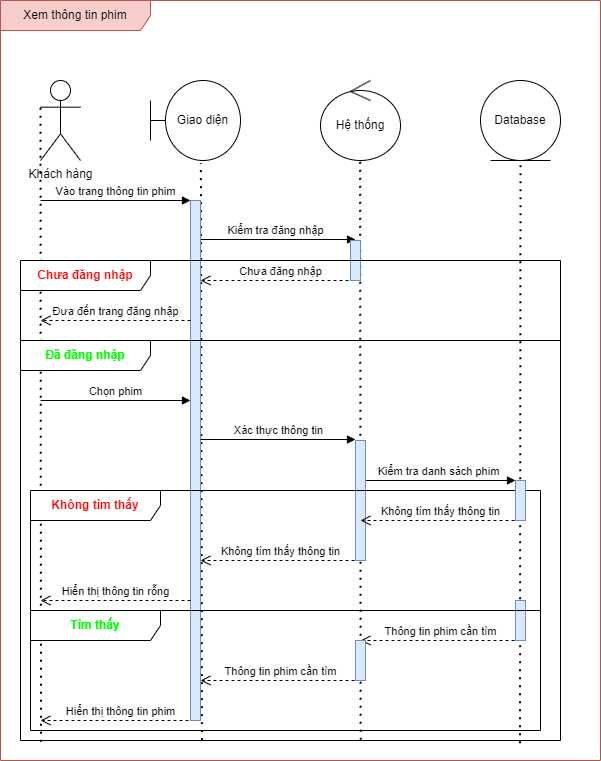 Xem thông tin phim
Giao diện
Hệ thống
Database
Khách hàng
Vào trang thông tin phim
Kiểm tra đăng nhập
Chưa đăng nhập
Chưa đăng nhập
Đưa đến trang đăng nhập
Đã đăng nhập
Chọn phim
Xác thực thông tin
Kiểm tra danh sách phim
Không tìm thấy
Không tìm thấy thông tin
Không tìm thấy thông tin
Hiển thị thông tin rỗng
Tìm thấy
Thông tin phim cần tìm
Thông tin phim cần tìm
Hiển thị thông tin phim